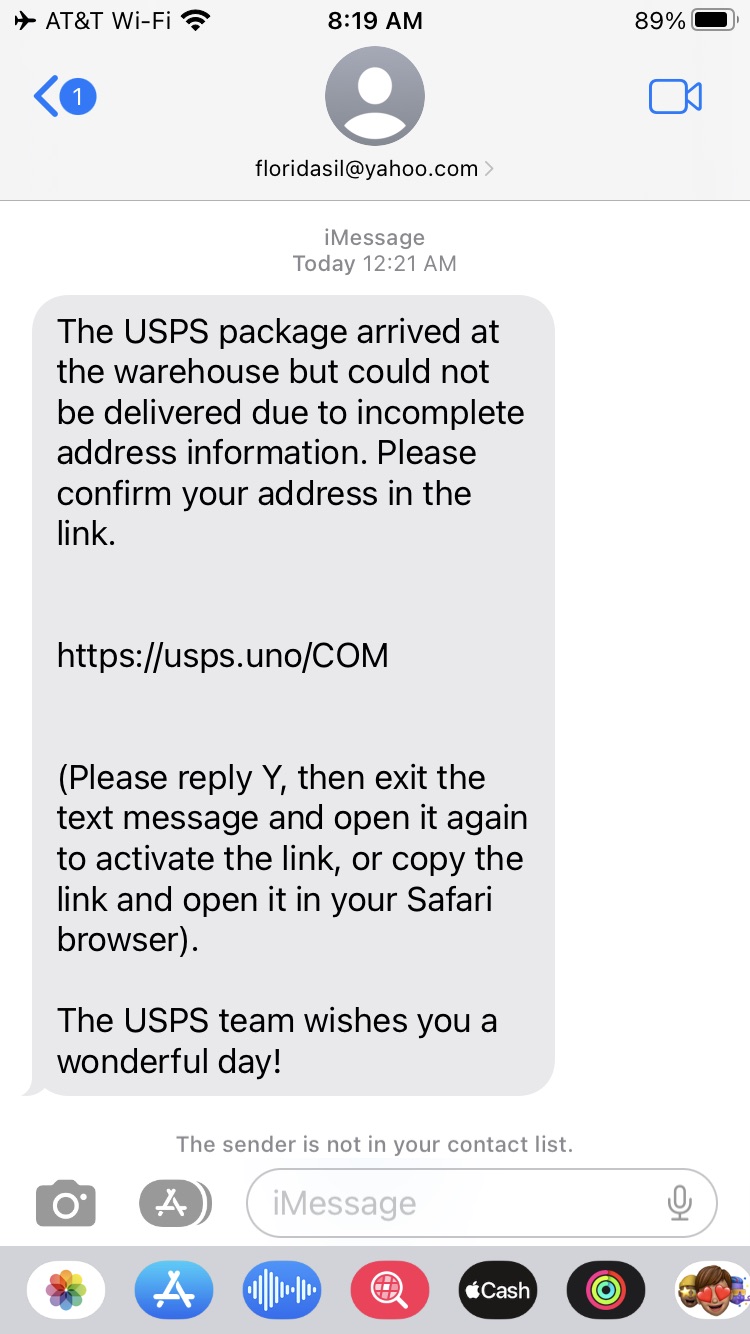 AT&T Wi-Fi 8:19 AM 89%
1
floridasil@yahoo.com
iMessage
Today 12:21 AM
The USPS package arrived at
the warehouse but could not
be delivered due to incomplete
address information. Please
confirm your address in the
link.
https://usps.uno/COM
(Please reply Y, then exit the
text message and open it again
to activate the link, or copy the
link and open it in your Safari
browser).
The USPS team wishes you a
wonderful day!
The sender is not in your contact list.
iMessage
Cash